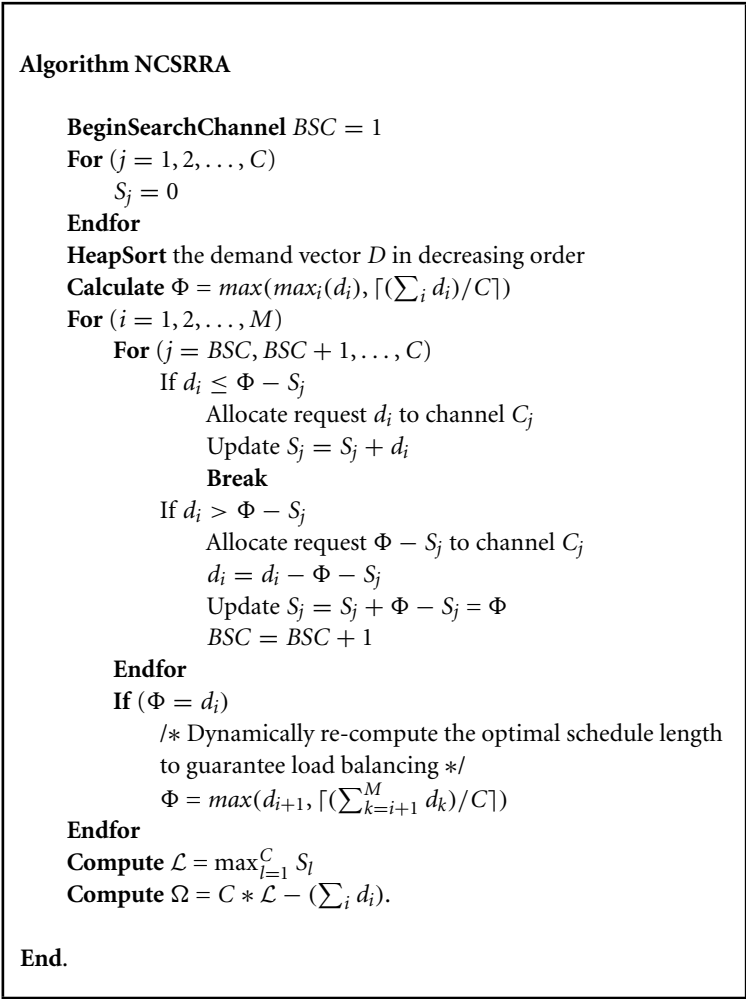 Algorithm NCSRRA
BeginSearchChannel BSC = 1
For (j = 1, 2, . . . , C)
S_j = 0
Endfor
HeapSort the demand vector D in decreasing order
Calculate Φ = max(max_i(d_i), ⌈(∑_i d_i)/C⌉)
For (i = 1, 2, . . . , M)
For (j = BSC, BSC + 1, . . . , C)
If d_i ≤ Φ − S_j
Allocate request d_i to channel C_j
Update S_j = S_j + d_i
Break
If d_i > Φ − S_j
Allocate request Φ − S_j to channel C_j
d_i = d_i − Φ − S_j
Update S_j = S_j + Φ − S_j = Φ
BSC = BSC + 1
Endfor
If (Φ = d_i)
/∗ Dynamically re-compute the optimal schedule length
to guarantee load balancing ∗/
Φ = max(d_{i+1}, ⌈(∑_{k=i+1}^{M} d_k)/C⌉)
Endfor
Compute ℒ = max_{l=1}^{C} S_l
Compute Ω = C ∗ ℒ − (∑_i d_i).
End.